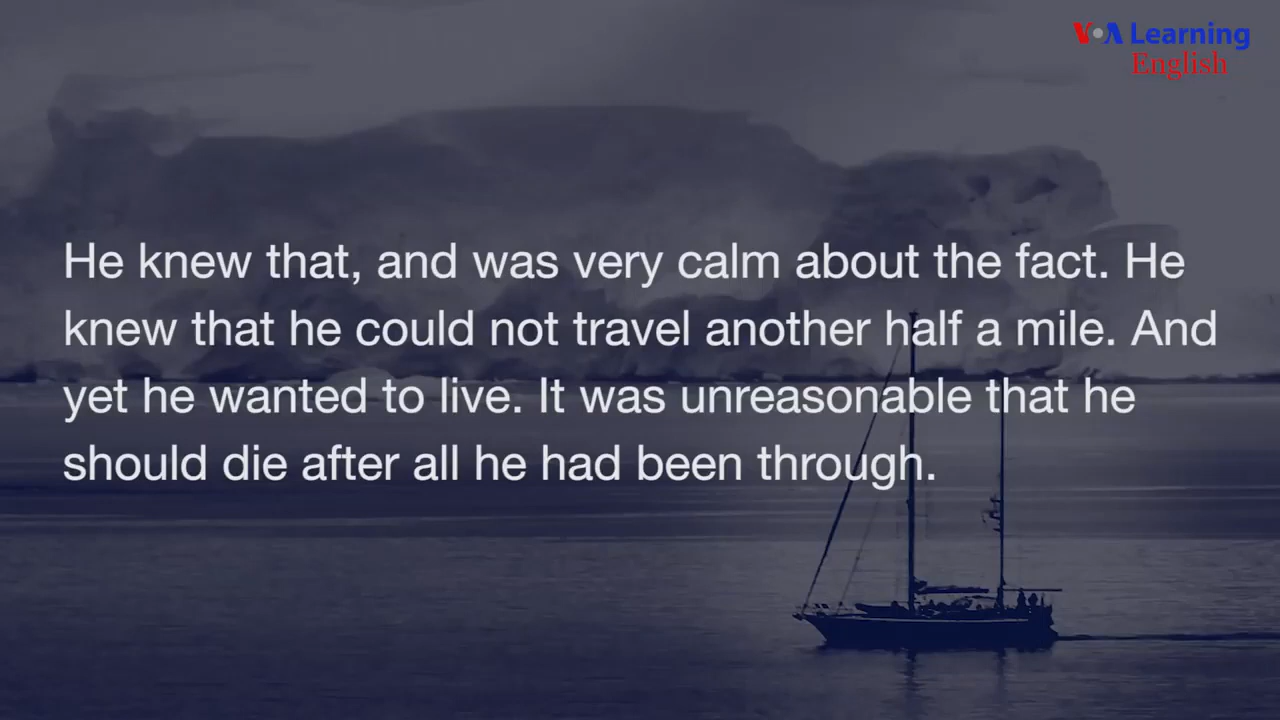 VOA Learning
English
He knew that, and was very calm about the fact. He
knew that he could not travel another half a mile. And
yet he wanted to live. It was unreasonable that he
should die after all he had been through.